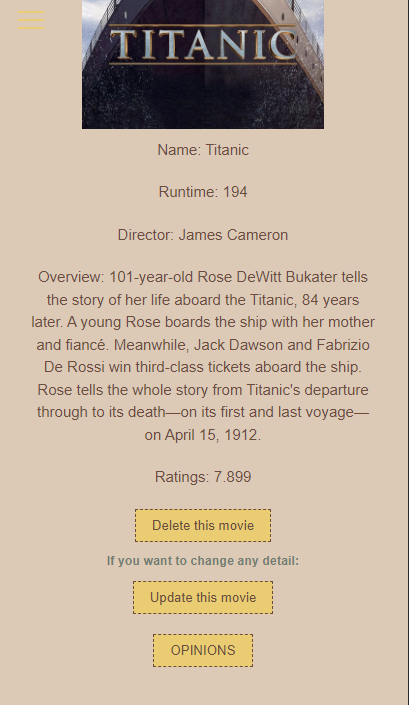 TITANIC
Name: Titanic
Runtime: 194
Director: James Cameron
Overview: 101-year-old Rose DeWitt Bukater tells
the story of her life aboard the Titanic, 84 years
later. A young Rose boards the ship with her mother
and fiancé. Meanwhile, Jack Dawson and Fabrizio
De Rossi win third-class tickets aboard the ship.
Rose tells the whole story from Titanic's departure
through to its death—on its first and last voyage—
on April 15, 1912.
Ratings: 7.899
Delete this movie
If you want to change any detail:
Update this movie
OPINIONS